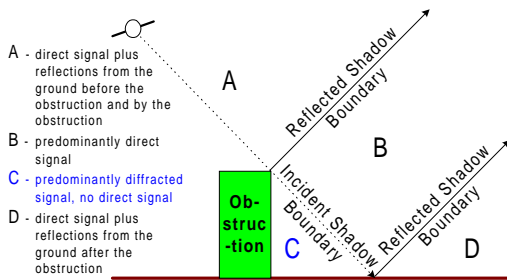 A - direct signal plus
reflections from the
ground before the
obstruction and by the
obstruction
B - predominantly direct
signal
C - predominantly diffracted
signal, no direct signal
D - direct signal plus
reflections from the
ground after the
obstruction
A
Reflected Shadow
Boundary
B
Ob-
struc
-tion
Incident Shadow
Boundary
C
Reflected Shadow
Boundary
D